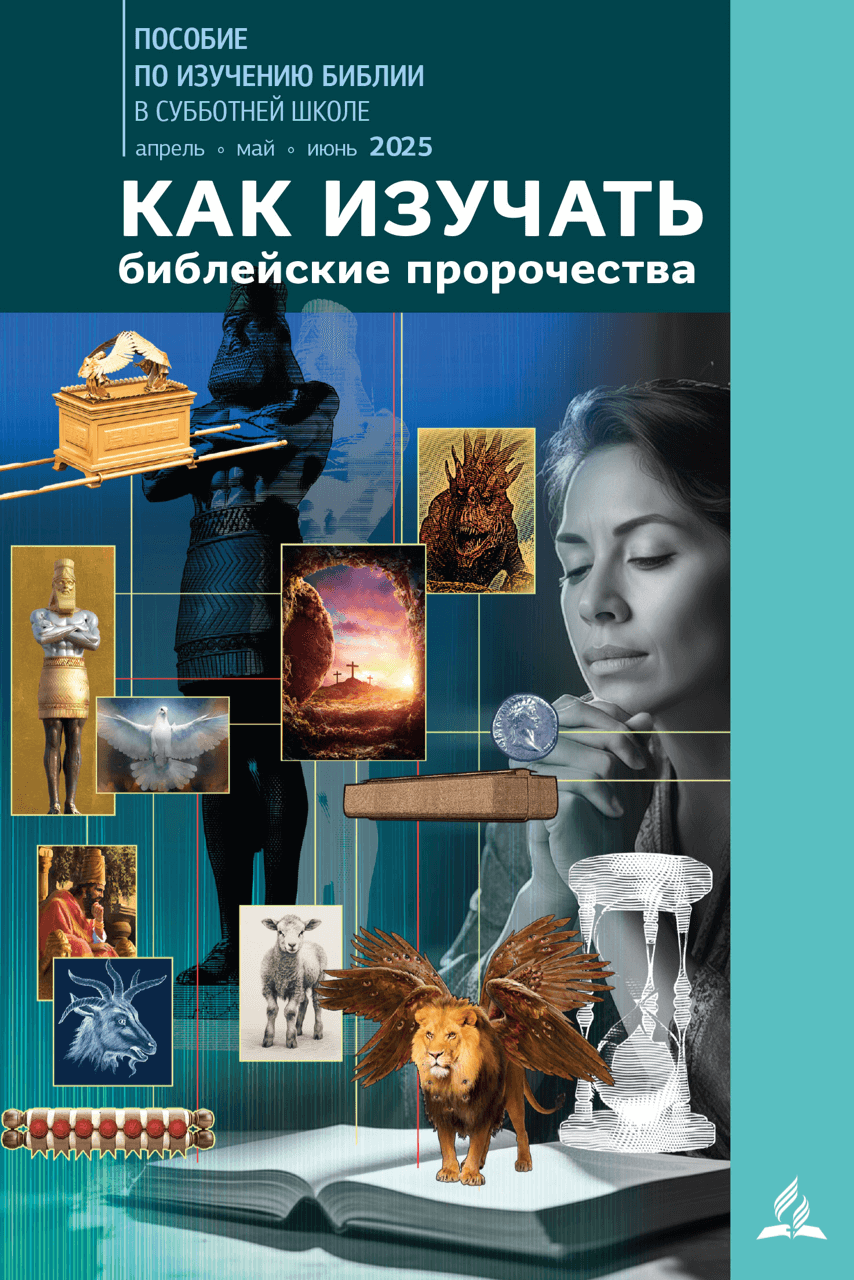 ПОСОБИЕ
ПО ИЗУЧЕНИЮ БИБЛИИ
В СУББОТНЕЙ ШКОЛЕ
апрель ∘ май ∘ июнь 2025
КАК ИЗУЧАТЬ
библейские пророчества